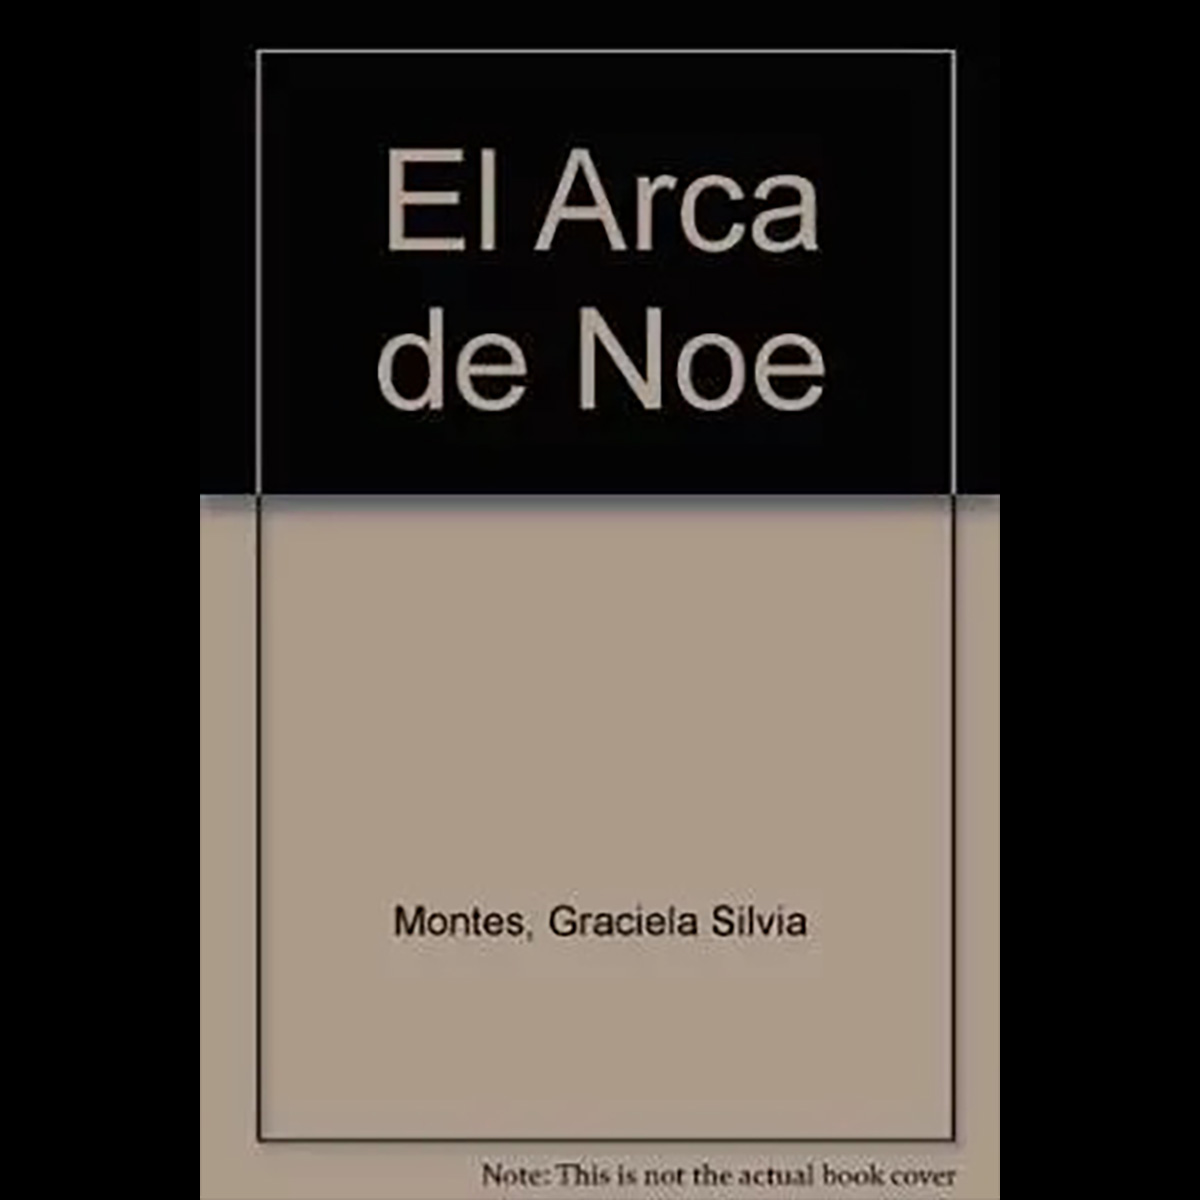 El Arca
de Noe
Montes, Graciela Silvia
Note: This is not the actual book cover